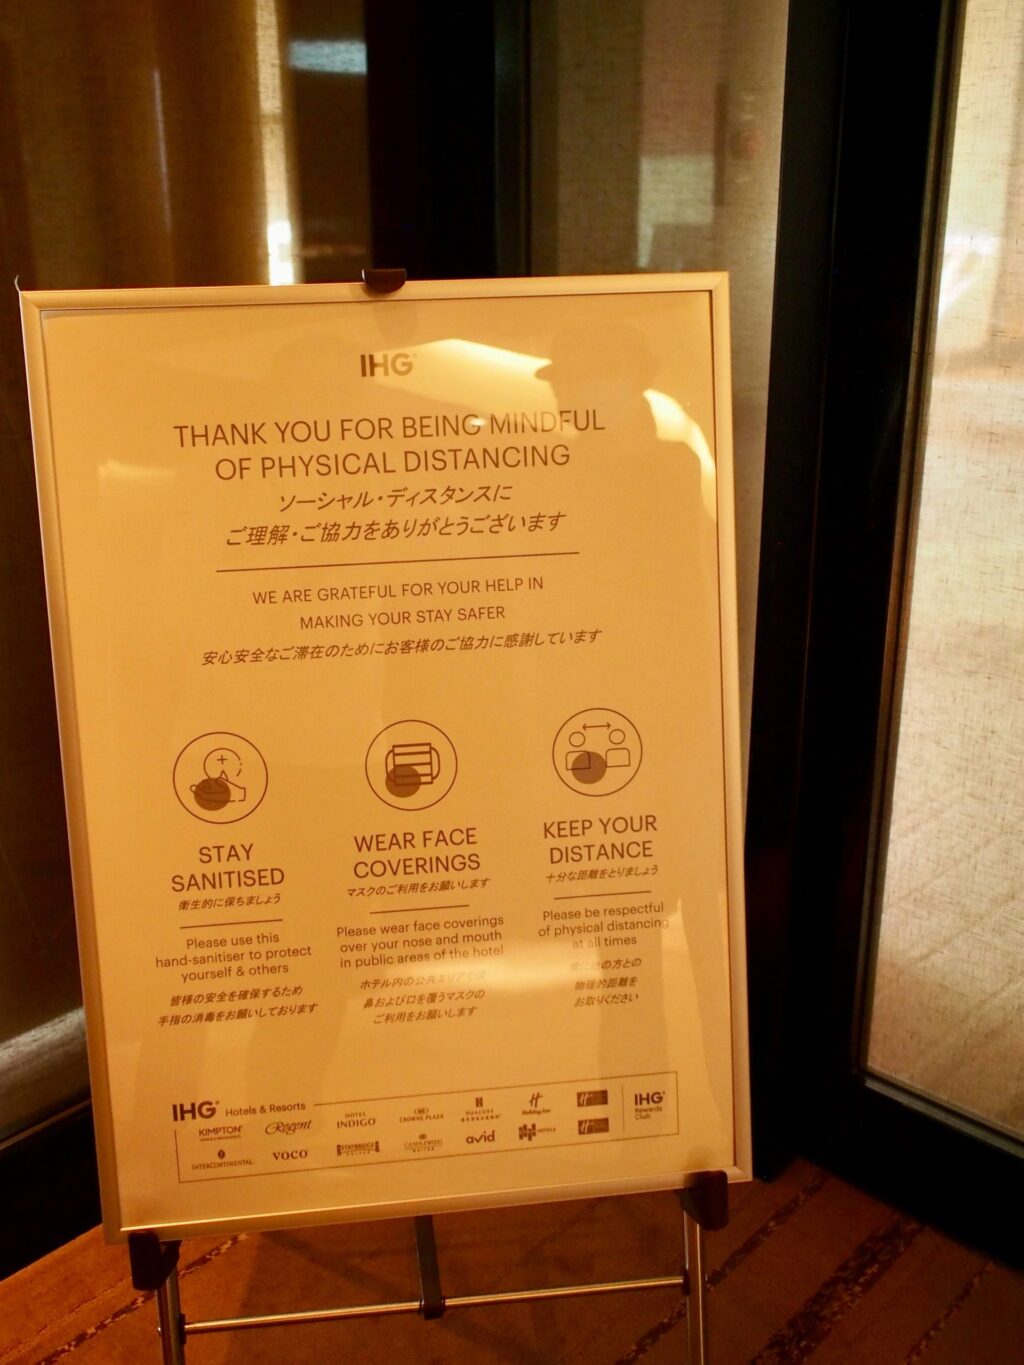 IHG
THANK YOU FOR BEING MINDFUL
OF PHYSICAL DISTANCING
ソーシャル・ディスタンスに
ご理解・ご協力をありがとうございます
WE ARE GRATEFUL FOR YOUR HELP IN
MAKING YOUR STAY SAFER
安心安全なご滞在のためにお客様のご協力に感謝しています
STAY
SANITISED
衛生的に保ちましょう
Please use this
hand-sanitiser to protect
yourself & others
皆様の安全を確保するため
手指の消毒をお願いしております
WEAR FACE
COVERINGS
マスクのご利用をお願いします
Please wear face coverings
over your nose and mouth
in public areas of the hotel
ホテル内の公共エリアでは
鼻および口を覆うマスクの
ご利用をお願いします
KEEP YOUR
DISTANCE
十分な距離をとりましょう
Please be respectful
of physical distancing
at all times
常に他の方との
物理的距離を
お取りください
IHG® Hotels & Resorts
KIMPTON
HOTELS & RESTAURANTS
Regent
HOTEL
INDIGO
CROWNE PLAZA
HUALUXE
Holiday Inn
INTERCONTINENTAL
VOCO
STAYBRIDGE
SUITES
CANDLEWOOD
SUITES
avid
HOTELS
IHG®
Rewards
Club